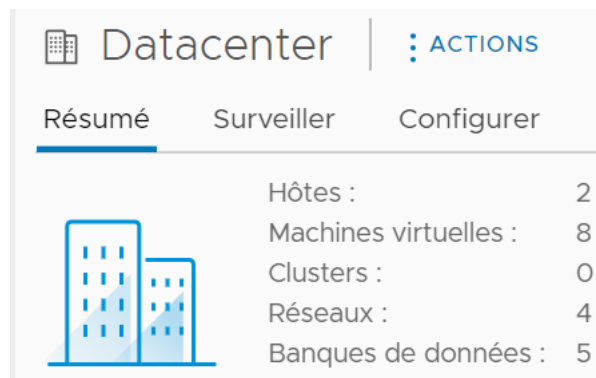 Datacenter ACTIONS
Résumé Surveiller Configurer
Hôtes : 2
Machines virtuelles : 8
Clusters : 0
Réseaux : 4
Banques de données : 5